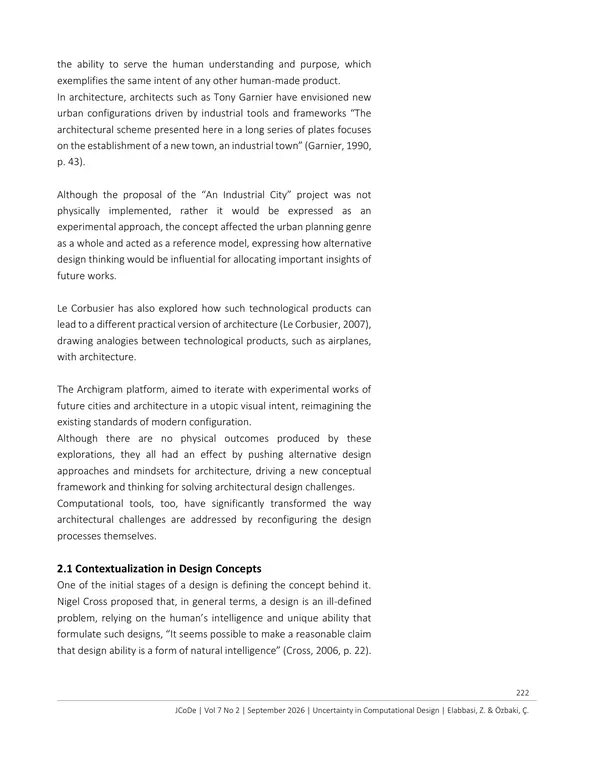 the ability to serve the human understanding and purpose, which
exemplifies the same intent of any other human-made product.
In architecture, architects such as Tony Garnier have envisioned new
urban configurations driven by industrial tools and frameworks “The
architectural scheme presented here in a long series of plates focuses
on the establishment of a new town, an industrial town” (Garnier, 1990,
p. 43).
Although the proposal of the “An Industrial City” project was not
physically implemented, rather it would be expressed as an
experimental approach, the concept affected the urban planning genre
as a whole and acted as a reference model, expressing how alternative
design thinking would be influential for allocating important insights of
future works.
Le Corbusier has also explored how such technological products can
lead to a different practical version of architecture (Le Corbusier, 2007),
drawing analogies between technological products, such as airplanes,
with architecture.
The Archigram platform, aimed to iterate with experimental works of
future cities and architecture in a utopic visual intent, reimagining the
existing standards of modern configuration.
Although there are no physical outcomes produced by these
explorations, they all had an effect by pushing alternative design
approaches and mindsets for architecture, driving a new conceptual
framework and thinking for solving architectural design challenges.
Computational tools, too, have significantly transformed the way
architectural challenges are addressed by reconfiguring the design
processes themselves.
2.1 Contextualization in Design Concepts
One of the initial stages of a design is defining the concept behind it.
Nigel Cross proposed that, in general terms, a design is an ill-defined
problem, relying on the human’s intelligence and unique ability that
formulate such designs, “It seems possible to make a reasonable claim
that design ability is a form of natural intelligence” (Cross, 2006, p. 22).
222
JCoDe | Vol 7 No 2 | September 2026 | Uncertainty in Computational Design | Elabbasi, Z. & Özbaki, Ç.